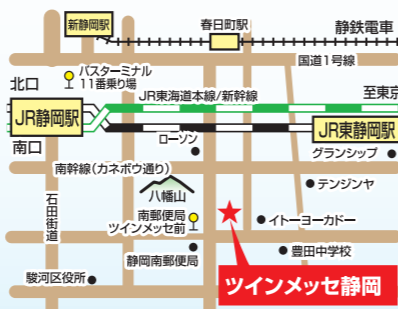 新静岡駅
春日町駅
静鉄電車
国道1号線
北口
バスターミナル
11番乗り場
JR東海道本線/新幹線
至東京
JR静岡駅
JR東静岡駅
ローソン
グランシップ
南口
南幹線(カネボウ通り)
テンジンヤ
八幡山
石田街道
南郵便局
ツインメッセ前
イトーヨーカドー
静岡南郵便局
豊田中学校
駿河区役所
ツインメッセ静岡